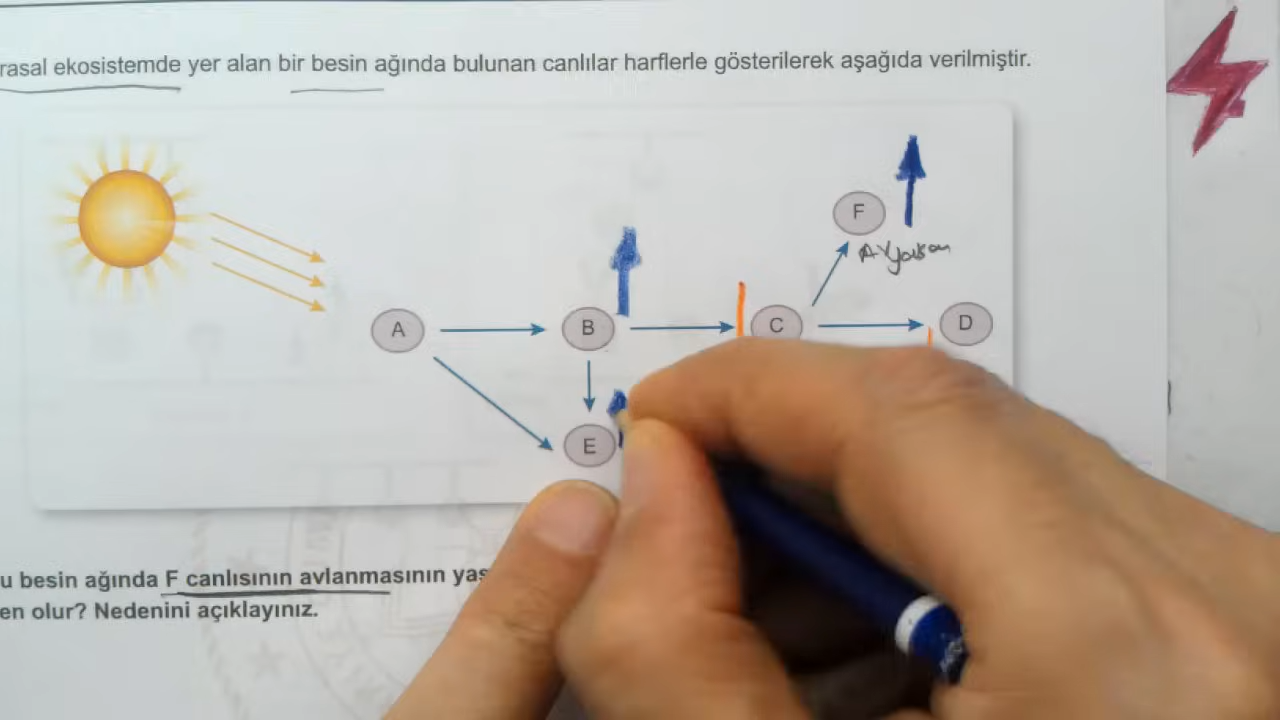 rasal ekosistemde yer alan bir besin ağında bulunan canlılar harflerle gösterilerek aşağıda verilmiştir.
F
A B C D
E
u besin ağında F canlısının avlanmasının yas
en olur? Nedenini açıklayınız.